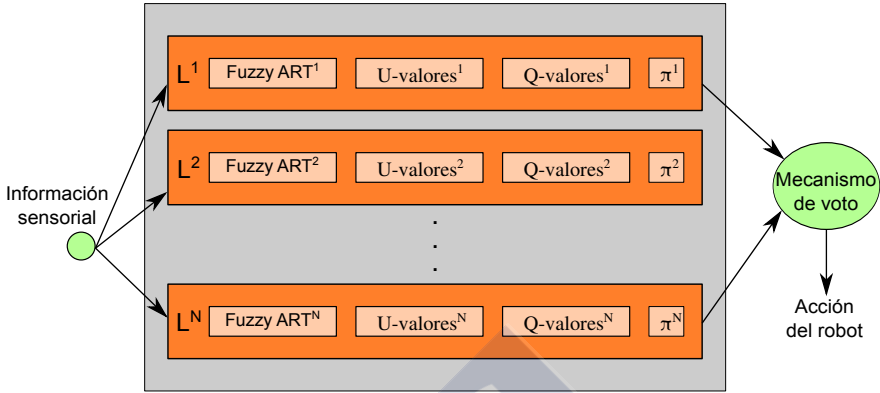 L¹ Fuzzy ART¹ U-valores¹ Q-valores¹ π¹
L² Fuzzy ART² U-valores² Q-valores² π²
Información
sensorial
Mecanismo
de voto
.
.
.
Lᴺ Fuzzy ARTᴺ U-valoresᴺ Q-valoresᴺ πᴺ
Acción
del robot